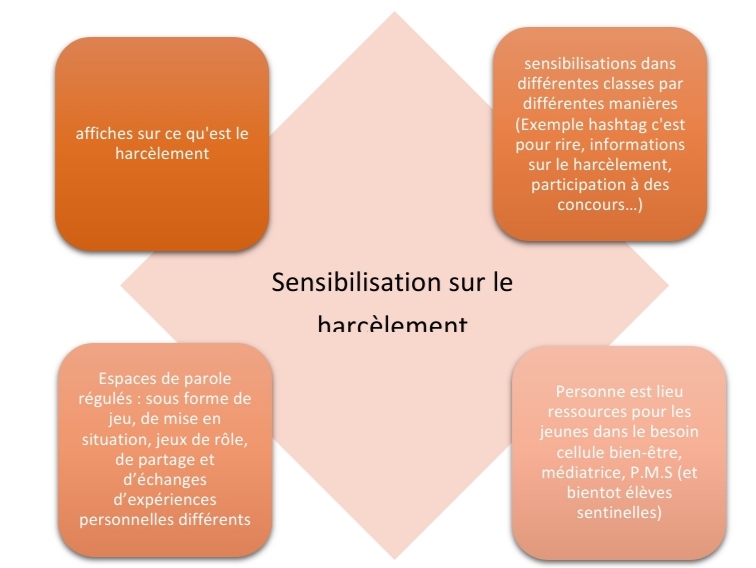 affiches sur ce qu'est le
harcèlement
sensibilisations dans
différentes classes par
différentes manières
(Exemple hashtag c'est
pour rire, informations
sur le harcèlement,
participation à des
concours…)
Sensibilisation sur le
harcèlement
Espaces de parole
régulés : sous forme de
jeu, de mise en
situation, jeux de rôle,
de partage et
d’échanges
d’expériences
personnelles différents
Personne est lieu
ressources pour les
jeunes dans le besoin
cellule bien-être,
médiatrice, P.M.S (et
bientot élèves
sentinelles)